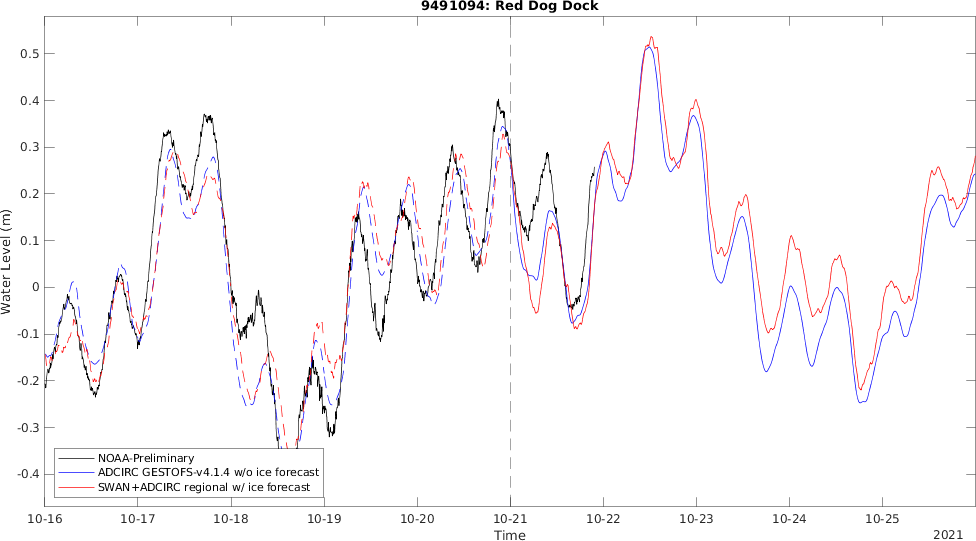 9491094: Red Dog Dock
Water Level (m)
0.5
0.4
0.3
0.2
0.1
0
-0.1
-0.2
-0.3
-0.4
NOAA-Preliminary
ADCIRC GESTOFS-v4.1.4 w/o ice forecast
SWAN+ADCIRC regional w/ ice forecast
10-16 10-17 10-18 10-19 10-20 10-21 10-22 10-23 10-24 10-25
Time
2021